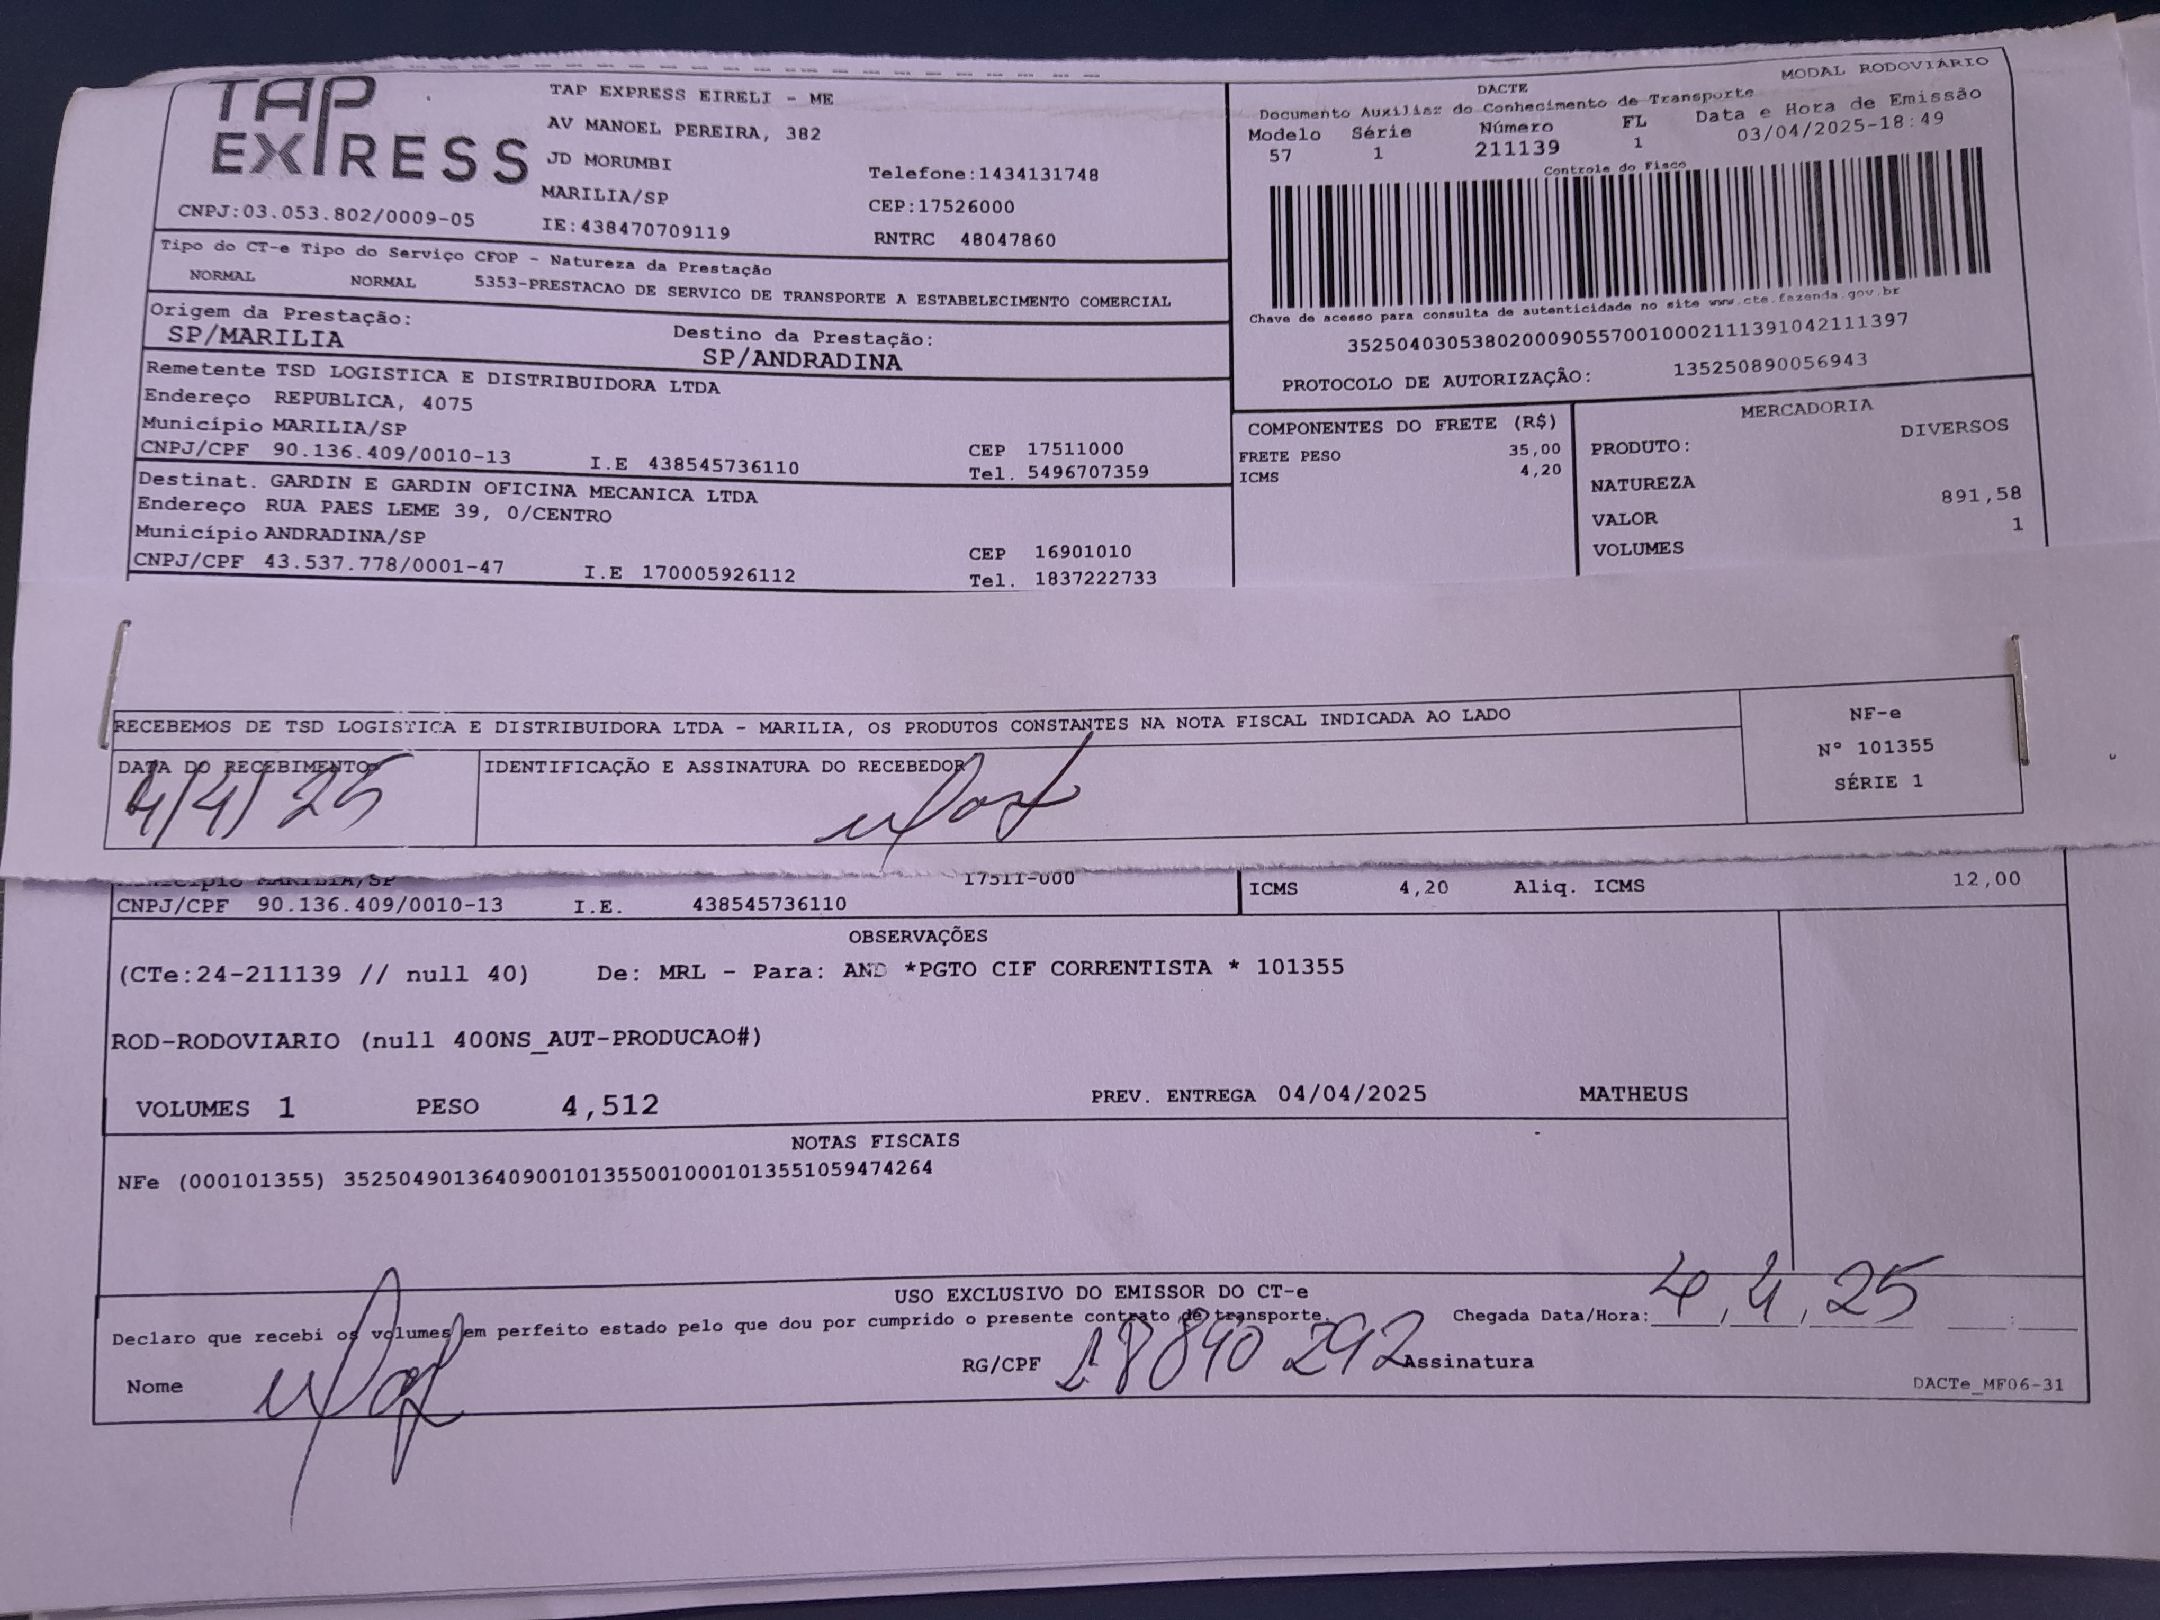 TAP
EXPRESS
CNPJ:03.053.802/0009-05
TAP EXPRESS EIRELI - ME
AV MANOEL PEREIRA, 382
JD MORUMBI
MARILIA/SP
IE:438470709119
Telefone:1434131748
CEP:17526000
RNTRC 48047860
DACTE
MODAL RODOVIÁRIO
Documento Auxiliar do Conhecimento de Transporte
Modelo Série Número FL Data e Hora de Emissão
57 1 211139 1 03/04/2025-18:49
Controle do Fisco
Chave de acesso para consulta de autenticidade no site www.cte.fazenda.gov.br
35250403053802000905570010002111391042111397
PROTOCOLO DE AUTORIZAÇÃO: 135250890056943
Tipo do CT-e Tipo do Serviço CFOP - Natureza da Prestação
NORMAL NORMAL 5353-PRESTACAO DE SERVICO DE TRANSPORTE A ESTABELECIMENTO COMERCIAL
Origem da Prestação: Destino da Prestação:
SP/MARILIA SP/ANDRADINA
Remetente TSD LOGISTICA E DISTRIBUIDORA LTDA
Endereço REPUBLICA, 4075
Município MARILIA/SP CEP 17511000
CNPJ/CPF 90.136.409/0010-13 I.E 438545736110 Tel. 5496707359
Destinat. GARDIN E GARDIN OFICINA MECANICA LTDA
Endereço RUA PAES LEME 39, 0/CENTRO
Município ANDRADINA/SP CEP 16901010
CNPJ/CPF 43.537.778/0001-47 I.E 170005926112 Tel. 1837222733
COMPONENTES DO FRETE (R$)
FRETE PESO 35,00
ICMS 4,20
MERCADORIA
PRODUTO: DIVERSOS
NATUREZA
VALOR 891,58
VOLUMES 1
RECEBEMOS DE TSD LOGISTICA E DISTRIBUIDORA LTDA - MARILIA, OS PRODUTOS CONSTANTES NA NOTA FISCAL INDICADA AO LADO
DATA DO RECEBIMENTO
4/4/25
IDENTIFICAÇÃO E ASSINATURA DO RECEBEDOR
NF-e
Nº 101355
SÉRIE 1
Município MARILIA/SP 17511-000
CNPJ/CPF 90.136.409/0010-13 I.E. 438545736110
ICMS 4,20 Aliq. ICMS 12,00
OBSERVAÇÕES
(CTe:24-211139 // null 40) De: MRL - Para: AND *PGTO CIF CORRENTISTA * 101355
ROD-RODOVIARIO (null 400NS_AUT-PRODUCAO#)
VOLUMES 1 PESO 4,512 PREV. ENTREGA 04/04/2025 MATHEUS
NOTAS FISCAIS
NFe (000101355) 35250490136409001013550010001013551059474264
USO EXCLUSIVO DO EMISSOR DO CT-e
Declaro que recebi os volumes em perfeito estado pelo que dou por cumprido o presente contrato de transporte. Chegada Data/Hora: 4/4/25 :
Nome RG/CPF 18840292 Assinatura
DACTe_MF06-31